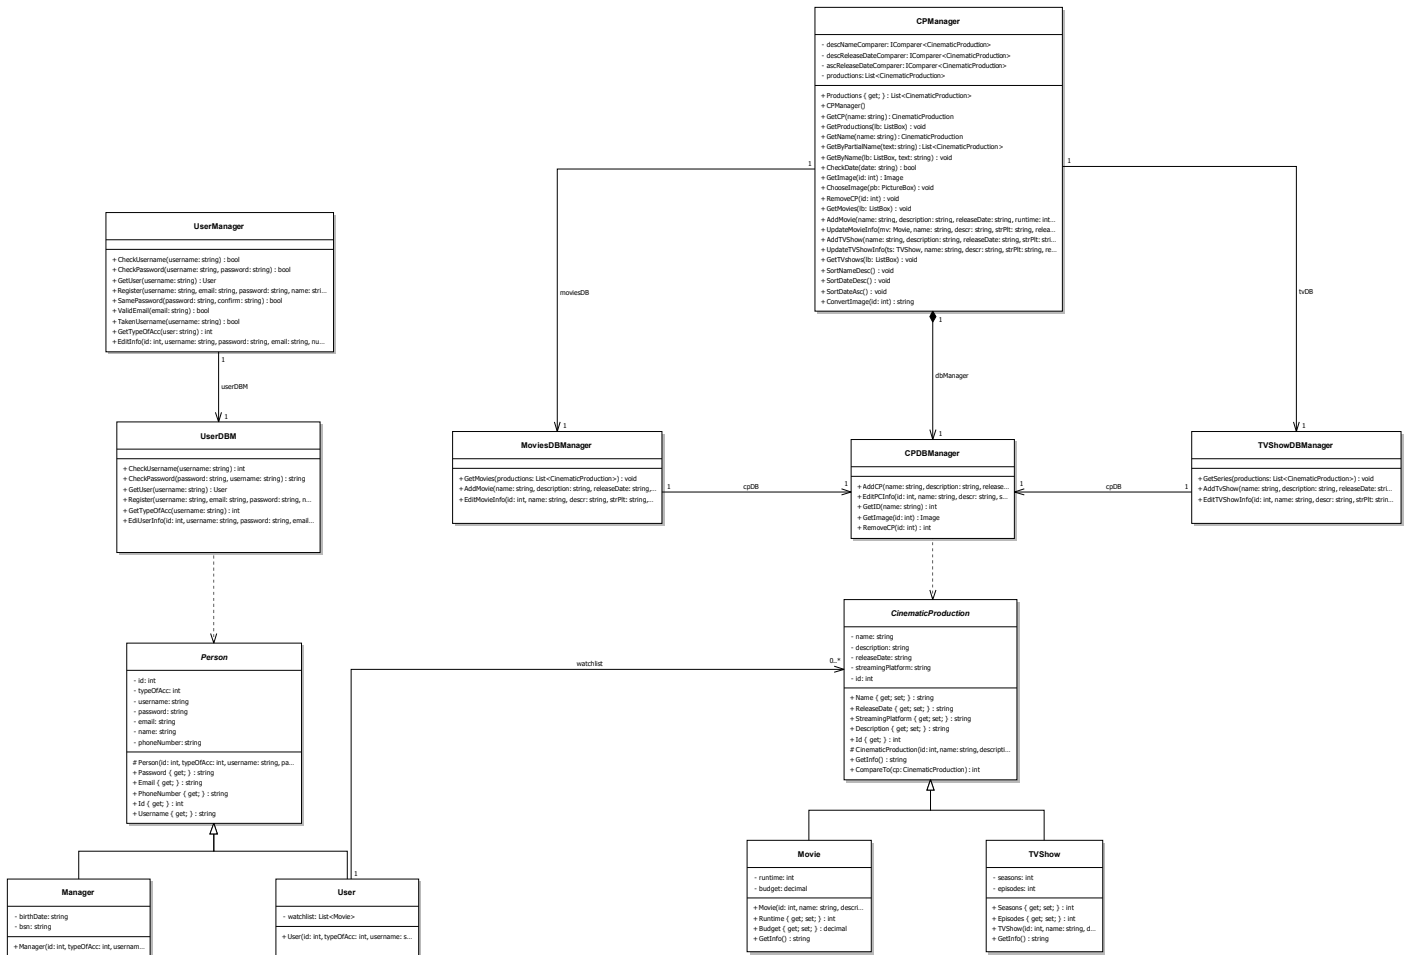 CPManager
- descNameComparer: IComparer<CinematicProduction>
- descReleaseDateComparer: IComparer<CinematicProduction>
- ascReleaseDateComparer: IComparer<CinematicProduction>
- productions: List<CinematicProduction>
+ Productions { get; } : List<CinematicProduction>
+ CPManager()
+ GetCP(name: string) : CinematicProduction
+ GetProductions(lb: ListBox) : void
+ GetName(name: string) : CinematicProduction
+ GetByPartialName(text: string) : List<CinematicProduction>
+ GetByName(lb: ListBox, text: string) : void
+ CheckDate(date: string) : bool
+ GetImage(id: int) : Image
+ ChooseImage(pb: PictureBox) : void
+ RemoveCP(id: int) : void
+ GetMovies(lb: ListBox) : void
+ AddMovie(name: string, description: string, releaseDate: string, runtime: int...
+ UpdateMovieInfo(mv: Movie, name: string, descr: string, strPlt: string, relea...
+ AddTVShow(name: string, description: string, releaseDate: string, strPlt: stri...
+ UpdateTVShowInfo(ts: TVShow, name: string, descr: string, strPlt: string, re...
+ GetTVshows(lb: ListBox) : void
+ SortNameDesc() : void
+ SortDateDesc() : void
+ SortDateAsc() : void
+ ConvertImage(id: int) : string
1
1
1
moviesDB
tvDB
dbManager
UserManager
+ CheckUsername(username: string) : bool
+ CheckPassword(username: string, password: string) : bool
+ GetUser(username: string) : User
+ Register(username: string, email: string, password: string, name: stri...
+ SamePassword(password: string, confirm: string) : bool
+ ValidEmail(email: string) : bool
+ TakenUsername(username: string) : bool
+ GetTypeOfAcc(user: string) : int
+ EditInfo(id: int, username: string, password: string, email: string, nu...
1
userDBM
1
UserDBM
+ CheckUsername(username: string) : int
+ CheckPassword(password: string, username: string) : string
+ GetUser(username: string) : User
+ Register(username: string, email: string, password: string, n...
+ GetTypeOfAcc(username: string) : int
+ EdiUserInfo(id: int, username: string, password: string, email...
1
MoviesDBManager
+ GetMovies(productions: List<CinematicProduction>) : void
+ AddMovie(name: string, description: string, releaseDate: string,...
+ EditMovieInfo(id: int, name: string, descr: string, strPlt: string,...
1
cpDB
1
1
CPDBManager
+ AddCP(name: string, description: string, release...
+ EditPCInfo(id: int, name: string, descr: string, s...
+ GetID(name: string) : int
+ GetImage(id: int) : Image
+ RemoveCP(id: int) : int
1
cpDB
1
1
TVShowDBManager
+ GetSeries(productions: List<CinematicProduction>) : void
+ AddTvShow(name: string, description: string, releaseDate: stri...
+ EditTVShowInfo(id: int, name: string, descr: string, strPlt: strin...
Person
- id: int
- typeOfAcc: int
- username: string
- password: string
- email: string
- name: string
- phoneNumber: string
# Person(id: int, typeOfAcc: int, username: string, pa...
+ Password { get; } : string
+ Email { get; } : string
+ PhoneNumber { get; } : string
+ Id { get; } : int
+ Username { get; } : string
watchlist
0..*
1
CinematicProduction
- name: string
- description: string
- releaseDate: string
- streamingPlatform: string
- id: int
+ Name { get; set; } : string
+ ReleaseDate { get; set; } : string
+ StreamingPlatform { get; set; } : string
+ Description { get; set; } : string
+ Id { get; } : int
# CinematicProduction(id: int, name: string, descripti...
+ GetInfo() : string
+ CompareTo(cp: CinematicProduction) : int
Manager
- birthDate: string
- bsn: string
+ Manager(id: int, typeOfAcc: int, usernam...
User
- watchlist: List<Movie>
+ User(id: int, typeOfAcc: int, username: s...
Movie
- runtime: int
- budget: decimal
+ Movie(id: int, name: string, descri...
+ Runtime { get; set; } : int
+ Budget { get; set; } : decimal
+ GetInfo() : string
TVShow
- seasons: int
- episodes: int
+ Seasons { get; set; } : int
+ Episodes { get; set; } : int
+ TVShow(id: int, name: string, d...
+ GetInfo() : string